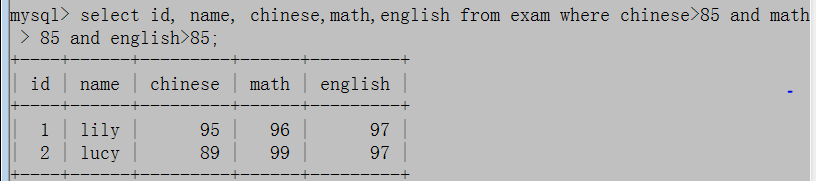 mysql> select id, name, chinese,math,english from exam where chinese>85 and math
 > 85 and english>85;
+----+------+---------+------+---------+
| id | name | chinese | math | english |
+----+------+---------+------+---------+
|  1 | lily |      95 |   96 |      97 |
|  2 | lucy |      89 |   99 |      97 |
+----+------+---------+------+---------+